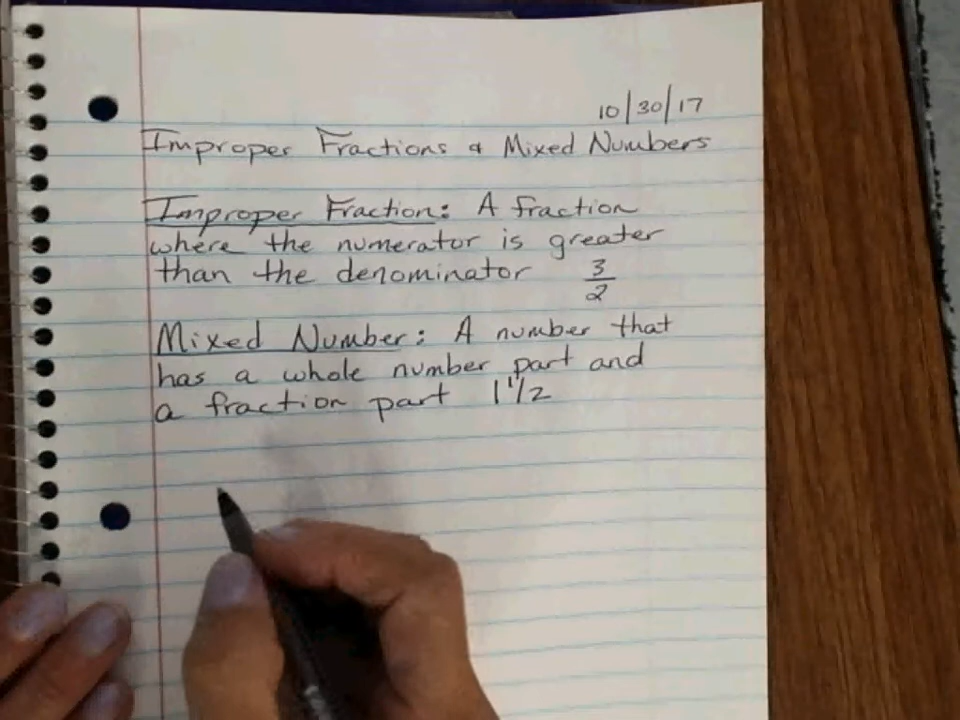 10/30/17
Improper Fractions & Mixed Numbers
Improper Fraction: A fraction
where the numerator is greater
than the denominator 3/2
Mixed Number: A number that
has a whole number part and
a fraction part 1 1/2